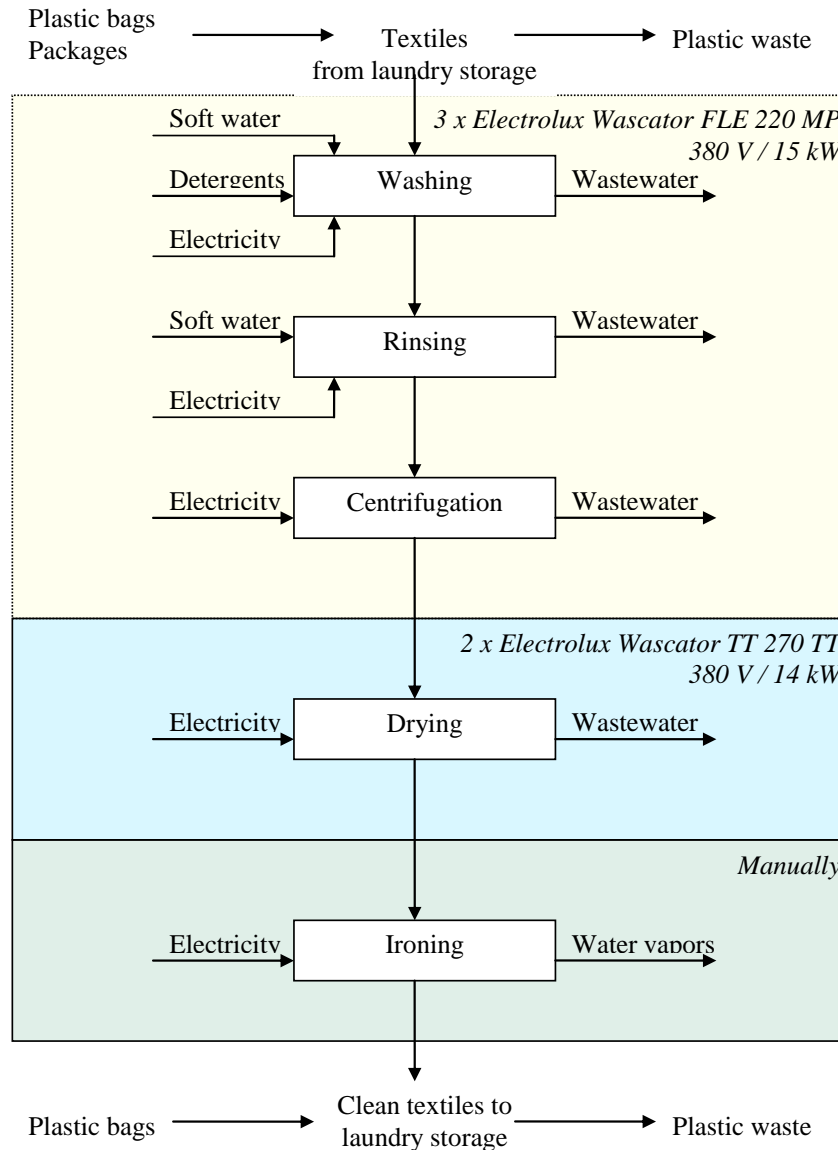 Plastic bags
Packages
Textiles
from laundry storage
Plastic waste
3 x Electrolux Wascator FLE 220 MP
380 V / 15 kW
Soft water
Detergents
Electricity
Washing
Wastewater
Soft water
Electricity
Rinsing
Wastewater
Electricity
Centrifugation
Wastewater
2 x Electrolux Wascator TT 270 TT
380 V / 14 kW
Electricity
Drying
Wastewater
Manually
Electricity
Ironing
Water vapors
Plastic bags
Clean textiles to
laundry storage
Plastic waste